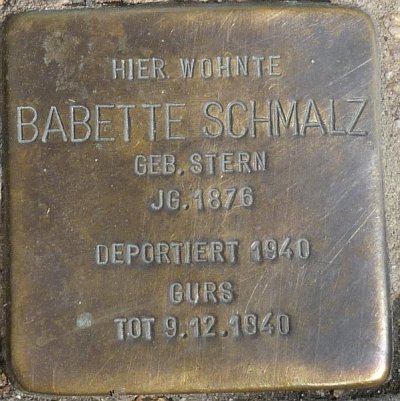 HIER WOHNTE
BABETTE SCHMALZ
GEB. STERN
JG. 1876
DEPORTIERT 1940
GURS
TOT 9.12.1940